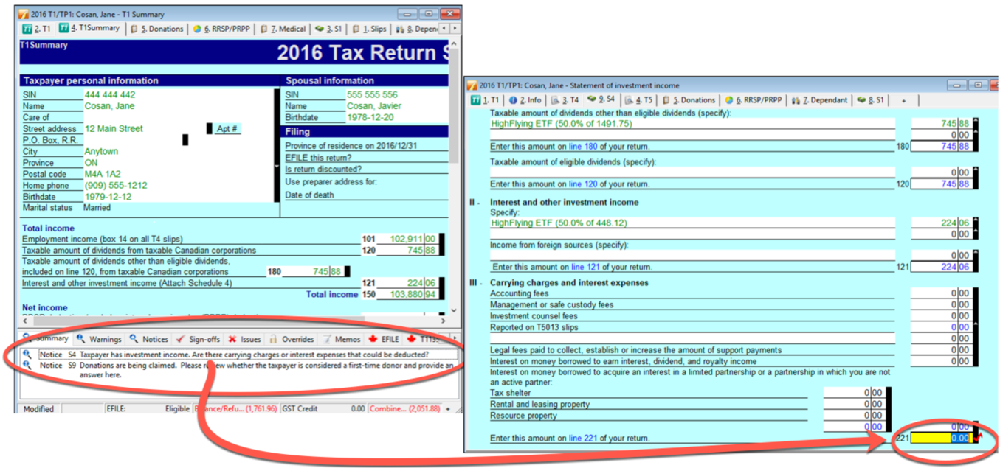 2016 T1/TP1: Cosan, Jane - T1 Summary
2. T1 4. T1Summary 5. Donations 6. RRSP/PRPP 7. Medical 3. S1 1. Slips 8. Depen
T1Summary
2016 Tax Return S
Taxpayer personal information
SIN 444 444 442
Name Cosan, Jane
Care of
Street address 12 Main Street Apt #
P.O. Box, R.R.
City Anytown
Province ON
Postal code M4A 1A2
Home phone (909) 555-1212
Birthdate 1979-12-12
Marital status Married
Spousal information
SIN 555 555 556
Name Cosan, Javier
Birthdate 1978-12-20
Filing
Province of residence on 2016/12/31
EFILE this return?
Is return discounted?
Use preparer address for:
Date of death
Total income
Employment income (box 14 on all T4 slips) 101 102,911 00
Taxable amount of dividends from taxable Canadian corporations 120 745 88
Taxable amount of dividends other than eligible dividends,
included on line 120, from taxable Canadian corporations 180 745 88
Interest and other investment income (Attach Schedule 4) 121 224 06
Total income 150 103,880 94
Net income
Summary Warnings Notices Sign-offs Issues Overrides Memos EFILE T113
Notice S4 Taxpayer has investment income. Are there carrying charges or interest expenses that could be deducted?
Notice S9 Donations are being claimed. Please review whether the taxpayer is considered a first-time donor and provide an
answer here.
Modified EFILE: Eligible Balance/Refu... (1,761.96) GST Credit 0.00 Combine... (2,051.88) +
2016 T1/TP1: Cosan, Jane - Statement of investment income
1. T1 2. Info 3. T4 9. S4 4. T5 5. Donations 6. RRSP/PRPP 7. Dependant 8. S1 +
Taxable amount of dividends other than eligible dividends (specify):
HighFlying ETF (50.0% of 1491.75) 745 88
0 00
Enter this amount on line 180 of your return. 180 745 88
Taxable amount of eligible dividends (specify):
0 00
Enter this amount on line 120 of your return. 120 745 88
II - Interest and other investment income
Specify:
HighFlying ETF (50.0% of 448.12) 224 06
0 00
Income from foreign sources (specify):
0 00
Enter this amount on line 121 of your return. 121 224 06
III - Carrying charges and interest expenses
Accounting fees 0 00
Management or safe custody fees 0 00
Investment counsel fees 0 00
Reported on T5013 slips 0 00
0 00
Legal fees paid to collect, establish or increase the amount of support payments 0 00
Interest on money borrowed to earn interest, dividend, and royalty income 0 00
Interest on money borrowed to acquire an interest in a limited partnership or a partnership in which you are not
an active partner:
Tax shelter 0 00
Rental and leasing property 0 00
Resource property 0 00
0 00 0 00
Enter this amount on line 221 of your return. 221 0.00